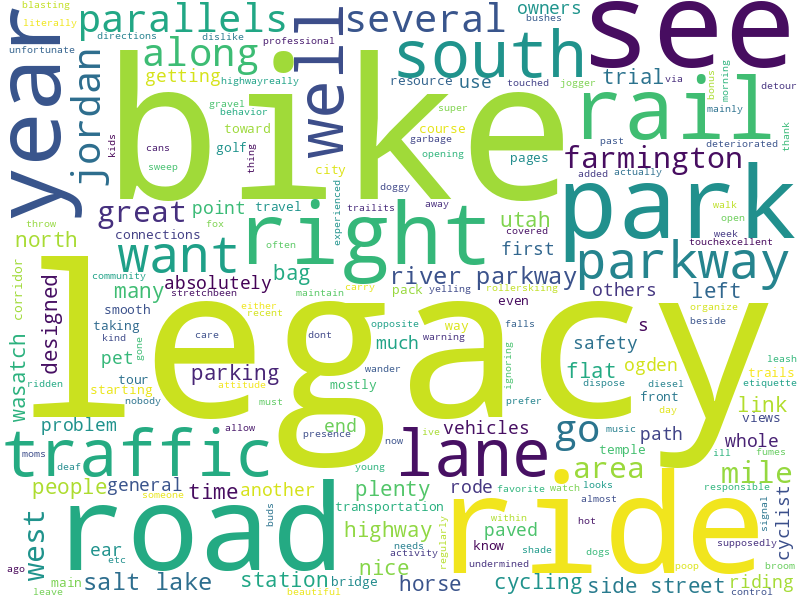 blasting
literally
parallels
several
owners
see
bushes
directions
dislike
professional
unfortunate
year
jordan
along
well
south
trial
via
bonus
morning
getting
highwayreally
resource
use
touched
jogger
detour
bike
rail
gravel
behavior
super
mainly
toward
course
garbage
past
deteriorated
thank
kids
cans
golf
city
opening
pages
farmington
sweep
thing
doggy
added
actually
park
great
point
travel
trailits
away
walk
open
throw
fox
experienced
covered
week
north
connections
often
right
utah
touchexcellent
want
first
parkway
community
either
maintain
bag
river parkway
corridor
absolutely
many
stretchbeen
recent
carry
pack
yelling
rollerskiing
others
left
designed
smooth
even
organize
legacy
wasatch
taking
kind
gone
care
dont
opposite
way
falls
s
beside
pet
much
warning
safety
leash
tour
parking
wander
ignoring
flat
ogden
trails
ridden
starting
attitude
mostly
dispose
diesel
etiquette
nobody
must
prefer
front
link
problem
allow
end
vehicles
go
day
views
traffic
moms
presence
now
ive
music
path
whole
deaf
young
lane
temple
ill
fumes
people
general
time
another
plenty
rode
area
mile
someone
favorite
watch
looks
responsible
west
road
buds
transportation
within
almost
signal
cyclist
highway
regularly
paved
hot
ride
ear
needs
know
shade
supposedly
etc
activity
undermined
dogs
ago
main
station
bridge
nice
poop
broom
salt lake
horse
cycling
side street
riding
leave
beautiful
control